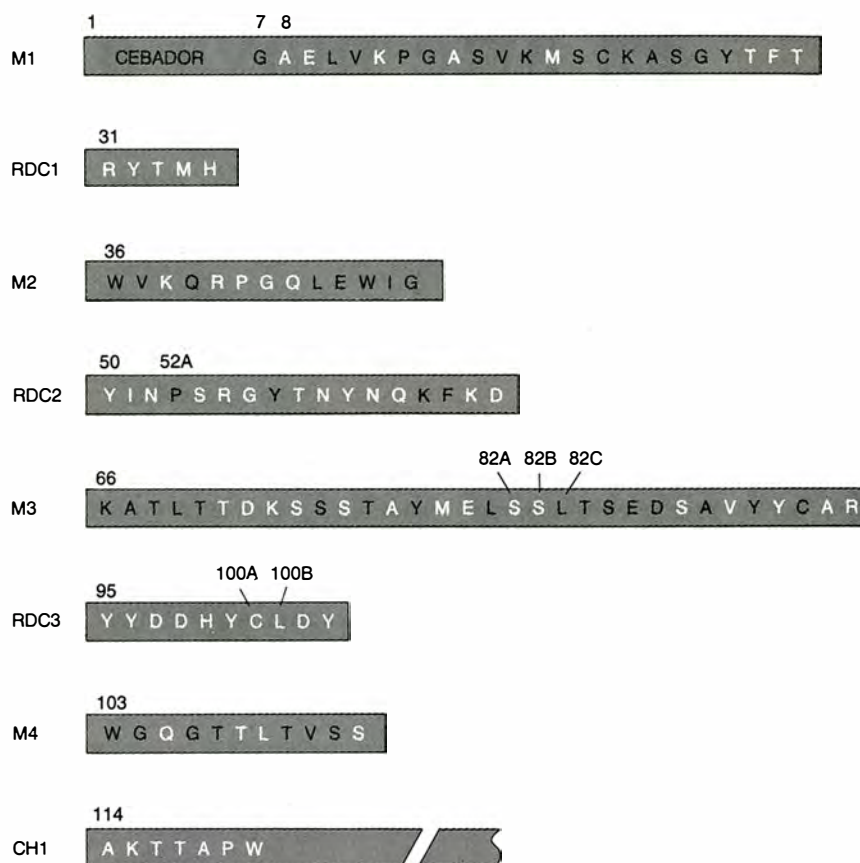 1 7 8
M1 CEBADOR G A E L V K P G A S V K M S C K A S G Y T F T
31
RDC1 R Y T M H
36
M2 W V K Q R P G Q L E W I G
50 52A
RDC2 Y I N P S R G Y T N Y N Q K F K D
82A 82B 82C
66
M3 K A T L T T D K S S S T A Y M E L S S L T S E D S A V Y Y C A R
100A 100B
95
RDC3 Y Y D D H Y C L D Y
103
M4 W G Q G T T L T V S S
114
CH1 A K T T A P W